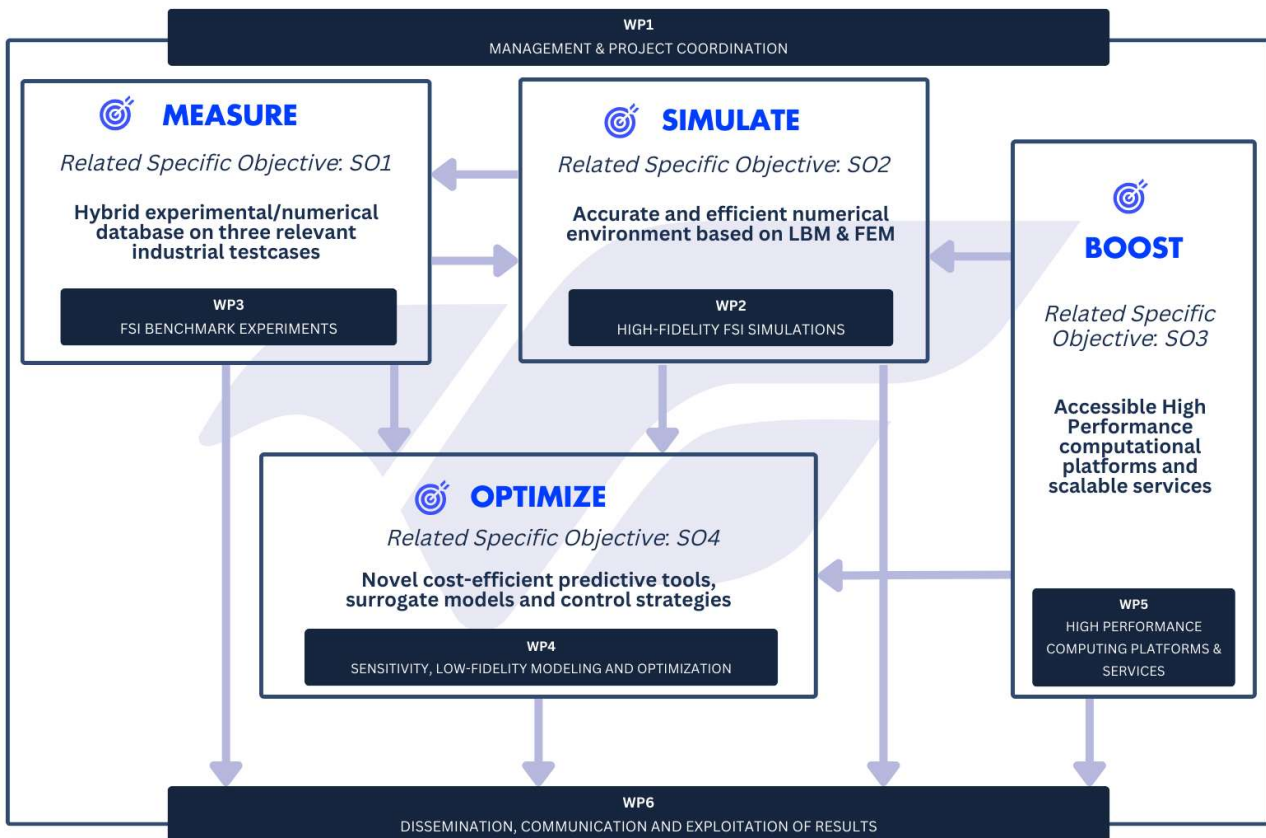 WP1
MANAGEMENT & PROJECT COORDINATION
MEASURE
Related Specific Objective: SO1
Hybrid experimental/numerical
database on three relevant
industrial testcases
WP3
FSI BENCHMARK EXPERIMENTS
SIMULATE
Related Specific Objective: SO2
Accurate and efficient numerical
environment based on LBM & FEM
WP2
HIGH-FIDELITY FSI SIMULATIONS
BOOST
Related Specific
Objective: SO3
Accessible High
Performance
computational
platforms and
scalable services
WP5
HIGH PERFORMANCE
COMPUTING PLATFORMS &
SERVICES
OPTIMIZE
Related Specific Objective: SO4
Novel cost-efficient predictive tools,
surrogate models and control strategies
WP4
SENSITIVITY, LOW-FIDELITY MODELING AND OPTIMIZATION
WP6
DISSEMINATION, COMMUNICATION AND EXPLOITATION OF RESULTS